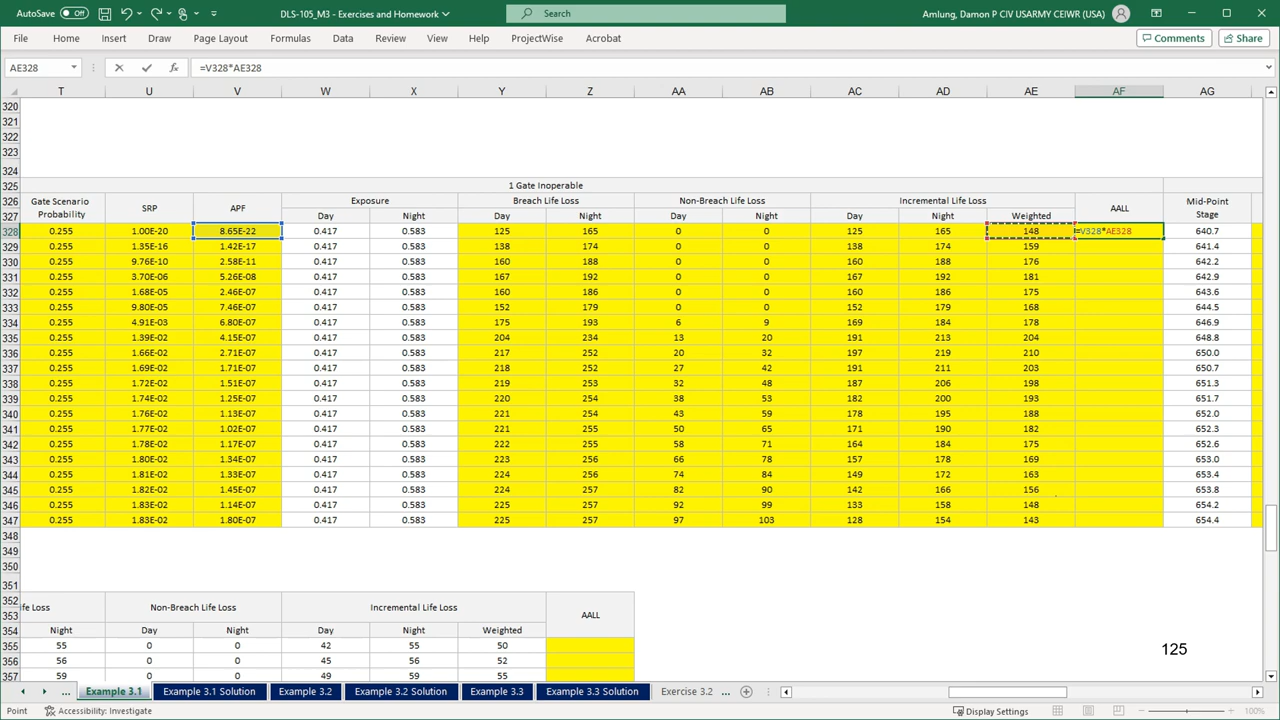 AutoSave Off DLS-105_M3 - Exercises and Homework Search Amlung, Damon P CIV USARMY CEIWR (USA)
File Home Insert Draw Page Layout Formulas Data Review View Help ProjectWise Acrobat Comments Share
AE328 fx =V328*AE328
T U V W X Y Z AA AB AC AD AE AF AG
320
321
322
323
324
325 1 Gate Inoperable
326 Gate Scenario Probability SRP APF Exposure Breach Life Loss Non-Breach Life Loss Incremental Life Loss AALL Mid-Point Stage
327 Day Night Day Night Day Night Day Night Weighted
328 0.255 1.00E-20 8.65E-22 0.417 0.583 125 165 0 0 125 165 148 =V328*AE328 640.7
329 0.255 1.35E-16 1.42E-17 0.417 0.583 138 174 0 0 138 174 159 641.4
330 0.255 9.76E-10 2.58E-11 0.417 0.583 160 188 0 0 160 188 176 642.2
331 0.255 3.70E-06 5.26E-08 0.417 0.583 167 192 0 0 160 192 181 642.9
332 0.255 1.68E-05 2.46E-07 0.417 0.583 160 186 0 0 160 186 175 643.6
333 0.255 9.80E-05 7.46E-07 0.417 0.583 152 179 0 0 152 179 168 644.5
334 0.255 4.91E-03 6.80E-07 0.417 0.583 175 193 6 9 169 184 178 646.9
335 0.255 1.39E-02 4.15E-07 0.417 0.583 204 234 13 20 191 213 204 648.8
336 0.255 1.66E-02 2.71E-07 0.417 0.583 217 252 20 32 197 219 210 650.0
337 0.255 1.69E-02 1.71E-07 0.417 0.583 218 252 27 42 191 211 203 650.7
338 0.255 1.72E-02 1.51E-07 0.417 0.583 219 253 32 48 187 206 198 651.3
339 0.255 1.74E-02 1.25E-07 0.417 0.583 220 254 38 53 182 200 193 651.7
340 0.255 1.76E-02 1.13E-07 0.417 0.583 221 254 43 59 178 195 188 652.0
341 0.255 1.77E-02 1.02E-07 0.417 0.583 221 255 50 65 171 190 182 652.3
342 0.255 1.78E-02 1.17E-07 0.417 0.583 222 255 58 71 164 184 175 652.6
343 0.255 1.80E-02 1.34E-07 0.417 0.583 223 256 66 78 157 178 169 653.0
344 0.255 1.81E-02 1.33E-07 0.417 0.583 224 256 74 84 149 172 163 653.4
345 0.255 1.82E-02 1.45E-07 0.417 0.583 224 257 82 90 142 166 156 653.8
346 0.255 1.83E-02 1.14E-07 0.417 0.583 225 257 92 99 133 158 148 654.2
347 0.255 1.83E-02 1.80E-07 0.417 0.583 225 257 97 103 128 154 143 654.4
348
349
350
351
352 ife Loss Non-Breach Life Loss Incremental Life Loss AALL
353
354 Night Day Night Day Night Weighted
355 55 0 0 42 55 50
356 56 0 0 45 56 52
357 59 0 0 49 59 55
125
... Example 3.1 Example 3.1 Solution Example 3.2 Example 3.2 Solution Example 3.3 Example 3.3 Solution Exercise 3.2 ...
Point Accessibility: Investigate Display Settings 100%